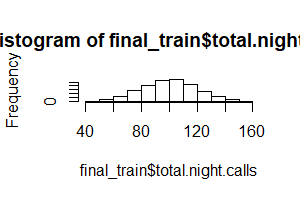 istogram of final_train$total.night
Frequency
0
40 80 120 160
final_train$total.night.calls